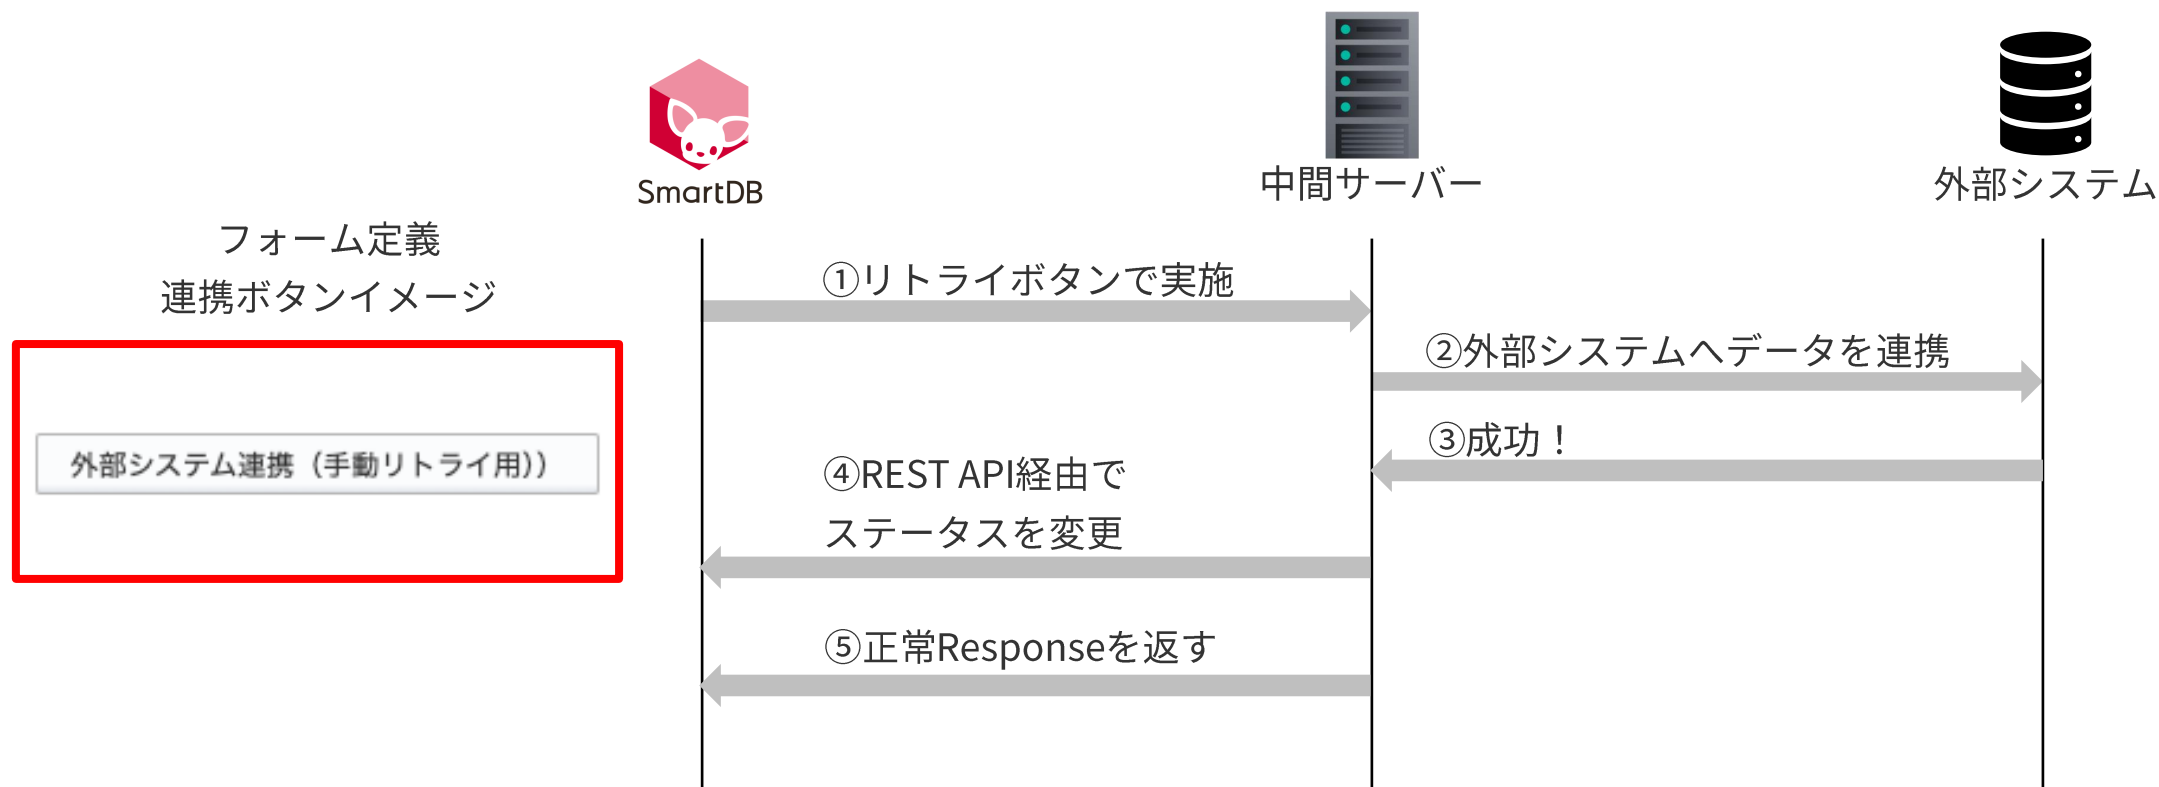 SmartDB
中間サーバー
外部システム
フォーム定義
連携ボタンイメージ
外部システム連携（手動リトライ用)）
①リトライボタンで実施
②外部システムへデータを連携
③成功！
④REST API経由で
ステータスを変更
⑤正常Responseを返す